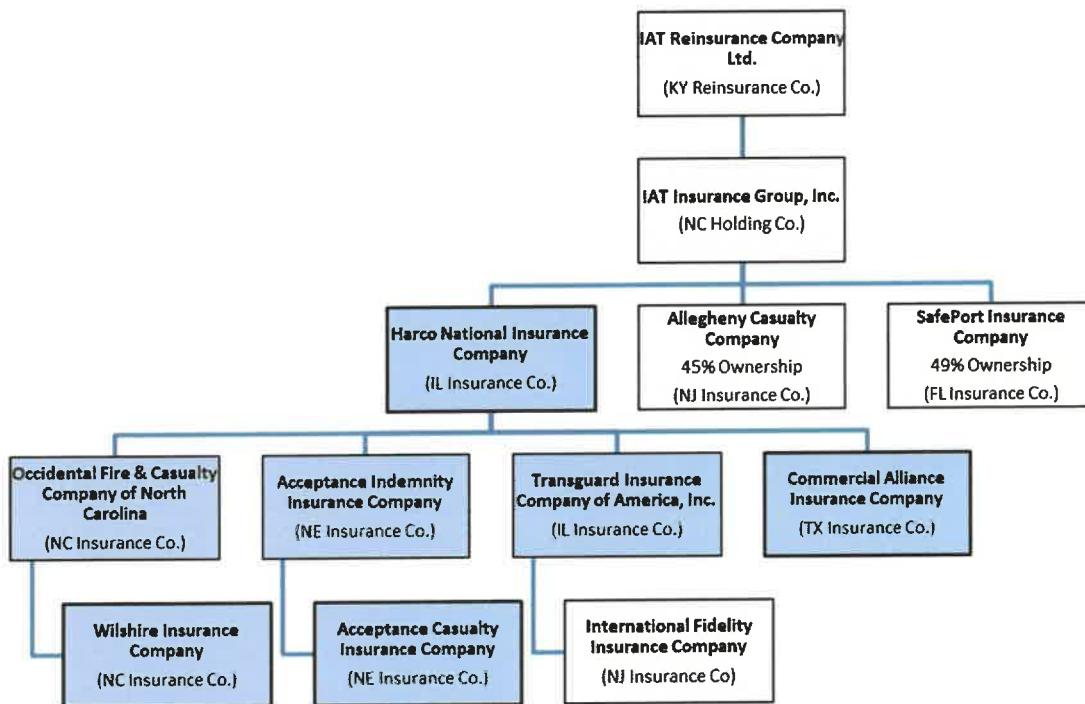 IAT Reinsurance Company
Ltd.
(KY Reinsurance Co.)
IAT Insurance Group, Inc.
(NC Holding Co.)
Harco National Insurance
Company
(IL Insurance Co.)
Allegheny Casualty
Company
45% Ownership
(NJ Insurance Co.)
SafePort Insurance
Company
49% Ownership
(FL Insurance Co.)
Occidental Fire & Casualty
Company of North
Carolina
(NC Insurance Co.)
Acceptance Indemnity
Insurance Company
(NE Insurance Co.)
Transguard Insurance
Company of America, Inc.
(IL Insurance Co.)
Commercial Alliance
Insurance Company
(TX Insurance Co.)
Wilshire Insurance
Company
(NC Insurance Co.)
Acceptance Casualty
Insurance Company
(NE Insurance Co.)
International Fidelity
Insurance Company
(NJ Insurance Co)